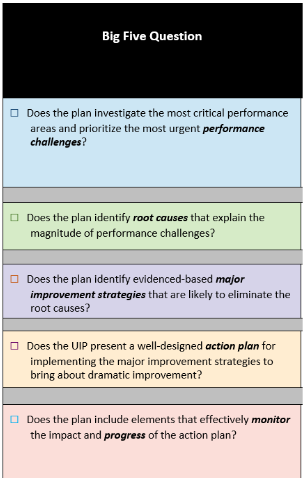 Big Five Question
☐ Does the plan investigate the most critical performance
areas and prioritize the most urgent performance
challenges?
☐ Does the plan identify root causes that explain the
magnitude of performance challenges?
☐ Does the plan identify evidenced-based major
improvement strategies that are likely to eliminate the
root causes?
☐ Does the UIP present a well-designed action plan for
implementing the major improvement strategies to
bring about dramatic improvement?
☐ Does the plan include elements that effectively monitor
the impact and progress of the action plan?